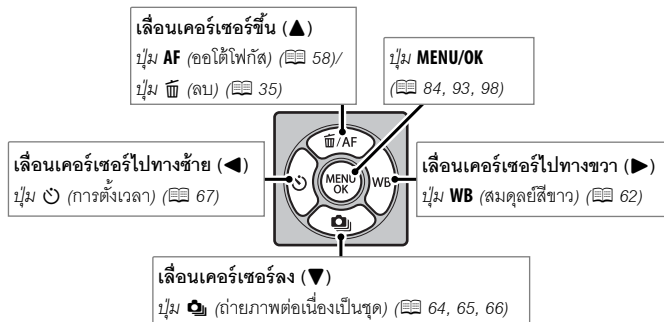 เลื่อนเคอร์เซอร์ขึ้น (▲)
ปุ่ม AF (ออโต้โฟกัส) (📖 58)/
ปุ่ม 🗑 (ลบ) (📖 35)
ปุ่ม MENU/OK
(📖 84, 93, 98)
🗑/AF
เลื่อนเคอร์เซอร์ไปทางซ้าย (◀)
ปุ่ม ⏱ (การตั้งเวลา) (📖 67)
MENU
OK
WB
เลื่อนเคอร์เซอร์ไปทางขวา (▶)
ปุ่ม WB (สมดุลย์สีขาว) (📖 62)
เลื่อนเคอร์เซอร์ลง (▼)
ปุ่ม (ถ่ายภาพต่อเนื่องเป็นชุด) (📖 64, 65, 66)